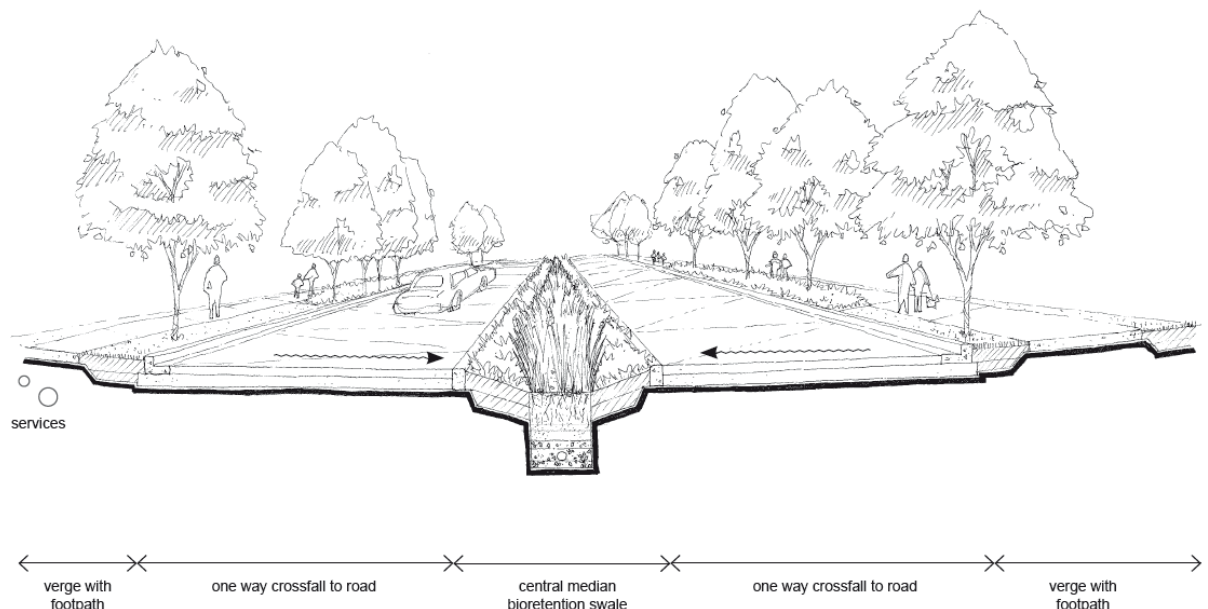 services
verge with
footpath
one way crossfall to road
central median
bioretention swale
one way crossfall to road
verge with
footpath